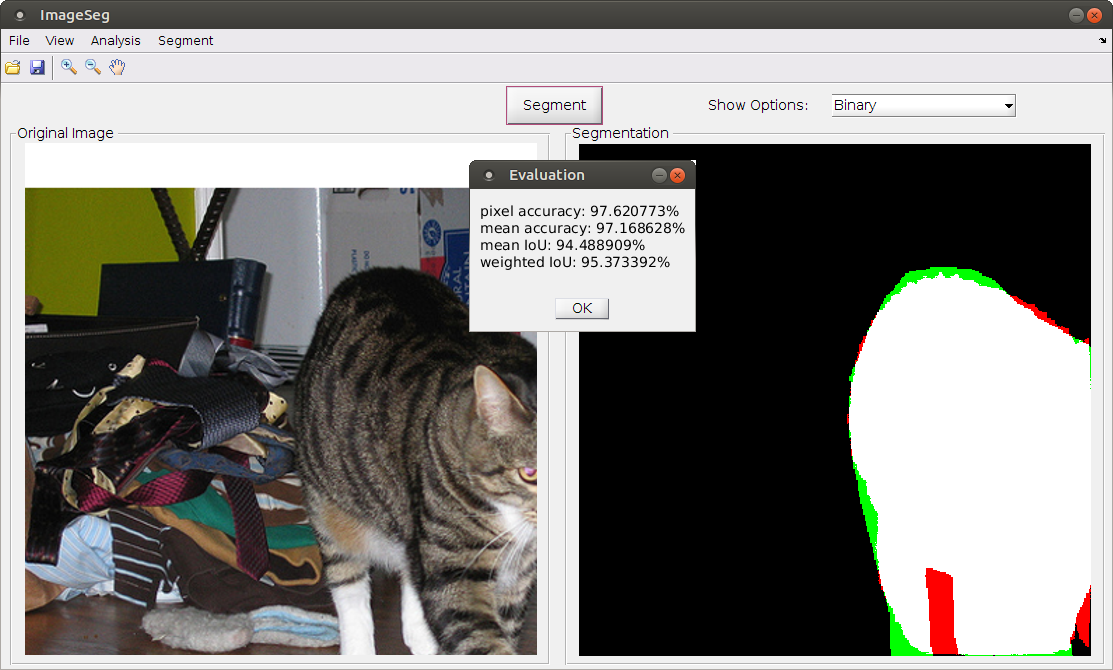 ImageSeg
File View Analysis Segment
Segment
Show Options: Binary
Original Image
Segmentation
Evaluation
pixel accuracy: 97.620773%
mean accuracy: 97.168628%
mean IoU: 94.488909%
weighted IoU: 95.373392%
OK